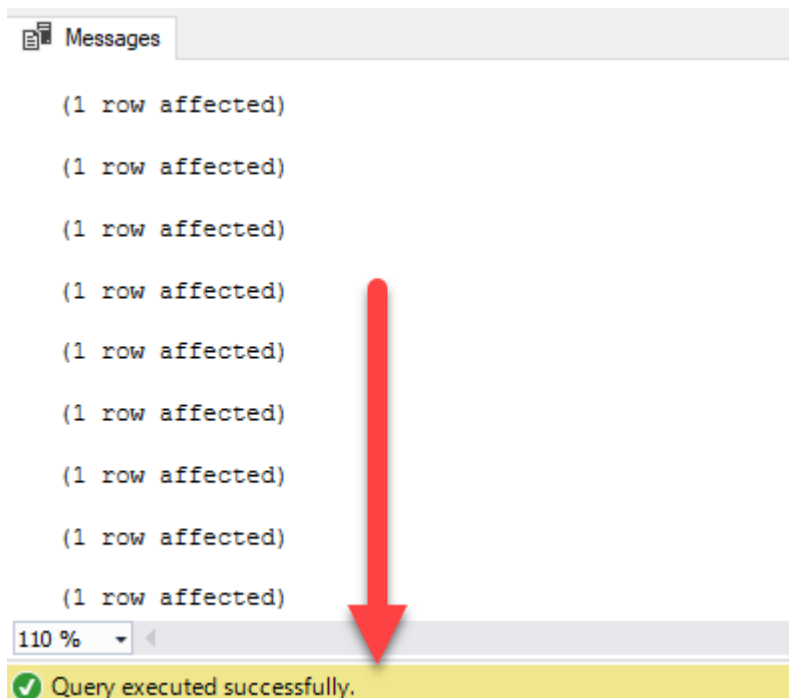 Messages
(1 row affected)
(1 row affected)
(1 row affected)
(1 row affected)
(1 row affected)
(1 row affected)
(1 row affected)
(1 row affected)
(1 row affected)
110 %
Query executed successfully.